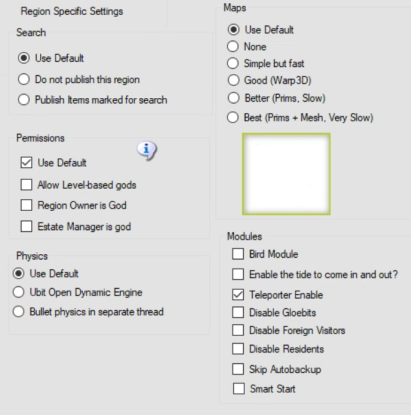 Region Specific Settings
Search
Use Default
Do not publish this region
Publish Items marked for search
Permissions
Use Default
Allow Level-based gods
Region Owner is God
Estate Manager is god
Physics
Use Default
Ubit Open Dynamic Engine
Bullet physics in separate thread
Maps
Use Default
None
Simple but fast
Good (Warp3D)
Better (Prims, Slow)
Best (Prims + Mesh, Very Slow)
Modules
Bird Module
Enable the tide to come in and out?
Teleporter Enable
Disable Gloebits
Disable Foreign Visitors
Disable Residents
Skip Autobackup
Smart Start